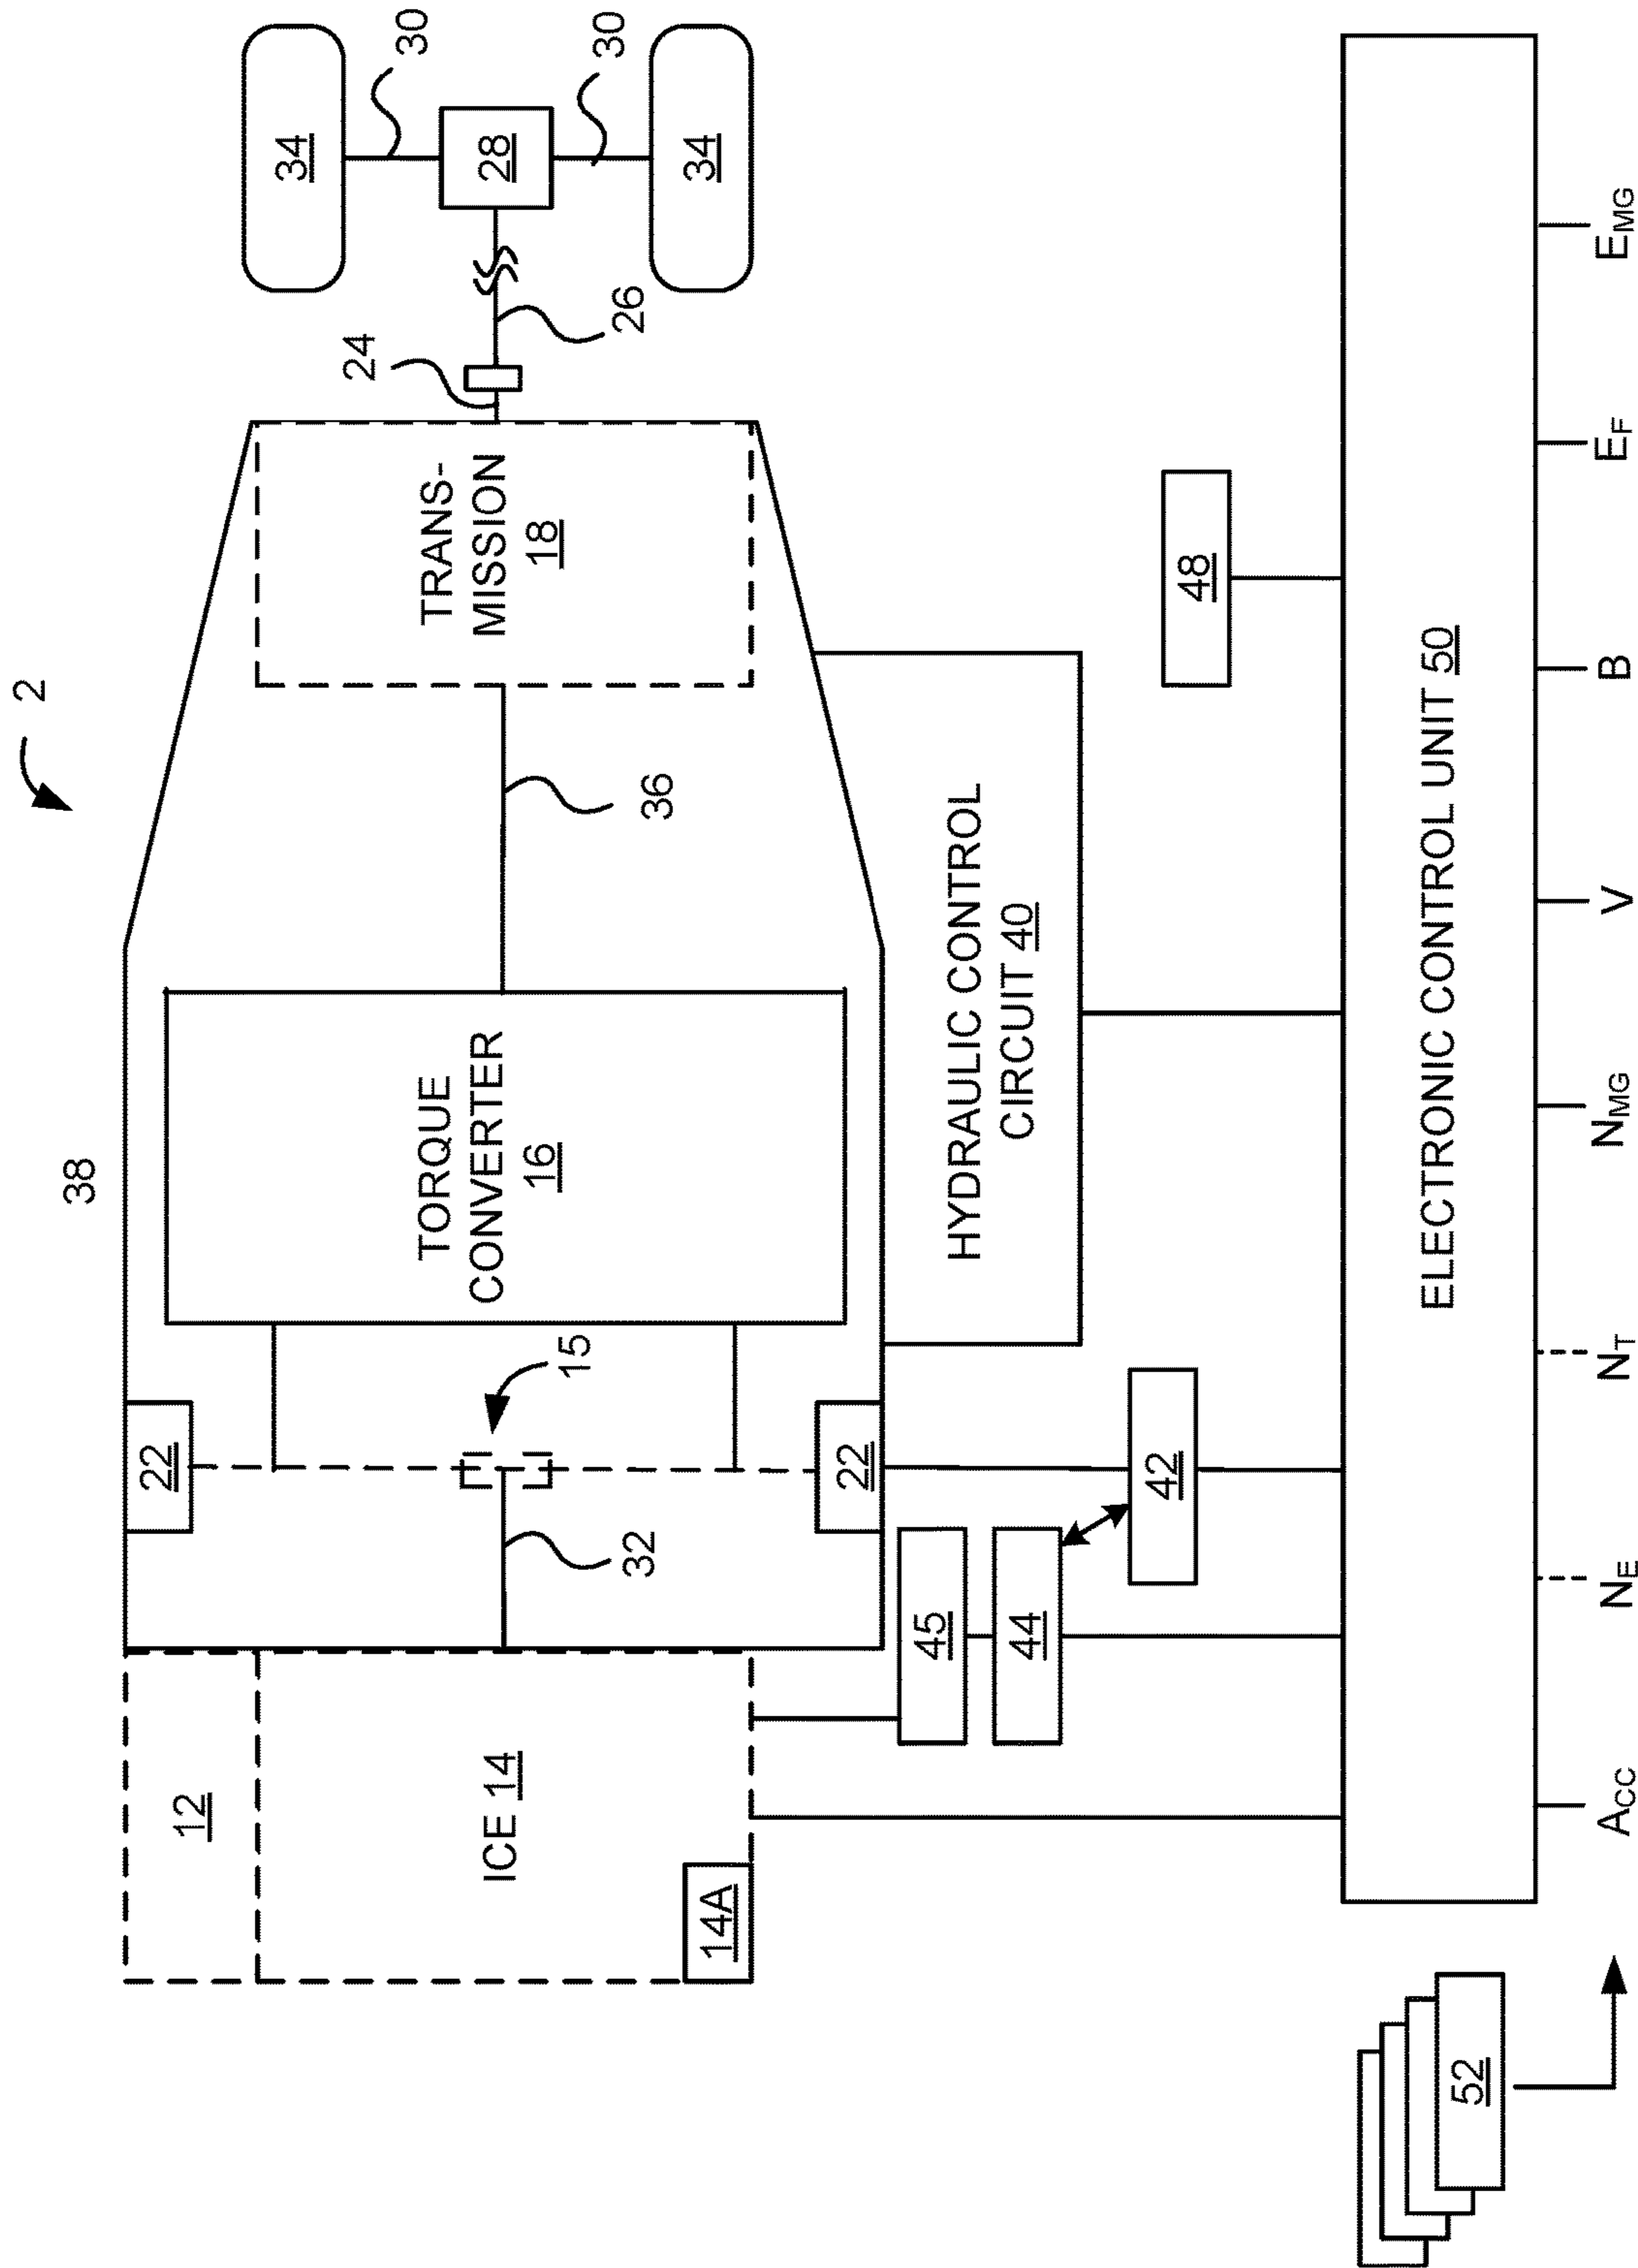 2
38
12
ICE 14
14A
22
22
15
32
TORQUE
CONVERTER
16
36
TRANS-
MISSION
18
24
26
28
30
30
34
34
HYDRAULIC CONTROL
CIRCUIT 40
45
44
42
48
ELECTRONIC CONTROL UNIT 50
52
ACC
NE
NT
NMG
V
B
EF
EMG